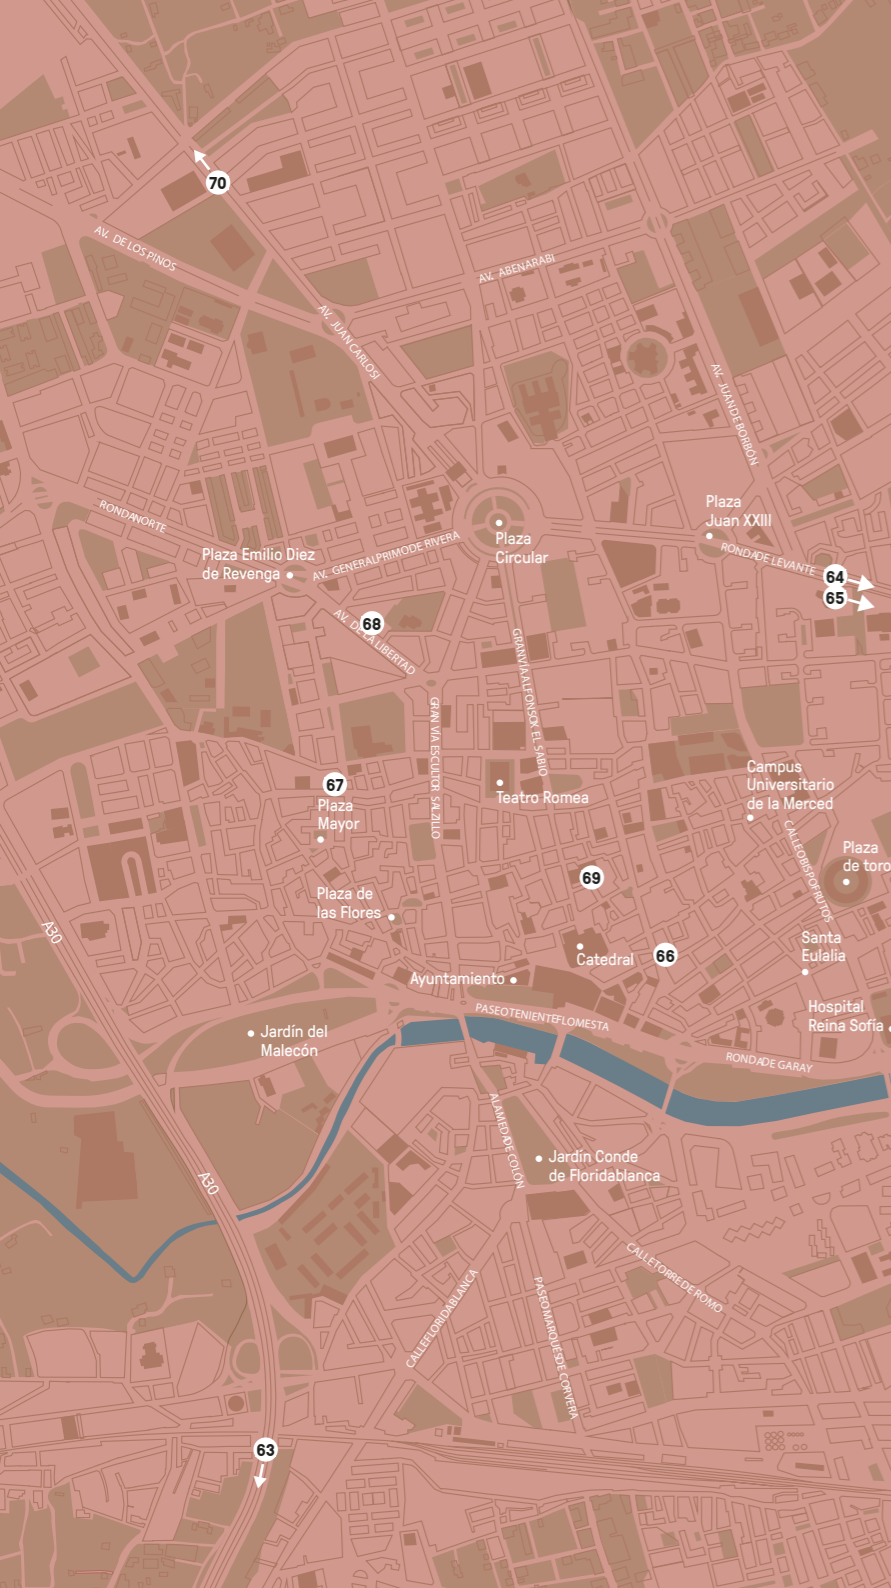 70
AV. DE LOS PINOS
AV. ABENARABI
AV. JUAN CARLOS I
AV. JUAN DE BORBÓN
RONDA NORTE
Plaza
Juan XXIII
Plaza
Circular
AV. GENERAL PRIMO DE RIVERA
Plaza Emilio Diez
de Revenga
RONDA DE LEVANTE
64
65
68
AV. DE LA LIBERTAD
GRAN VÍA ALFONSO X EL SABIO
GRAN VÍA ESCULTOR SALZILLO
67
Plaza
Mayor
Teatro Romea
Campus
Universitario
de la Merced
CALLE OBISPO FRUTOS
Plaza
de toro
69
Plaza de
las Flores
A30
Catedral
66
Santa
Eulalia
Ayuntamiento
Hospital
Reina Sofía
PASEO TENIENTE FLOMESTA
Jardín del
Malecón
RONDA DE GARAY
ALAMEDA DE COLÓN
Jardín Conde
de Floridablanca
A30
CALLE TORRE DE ROMO
CALLE FLORIDABLANCA
PASEO MARQUÉS DE CORVERA
63